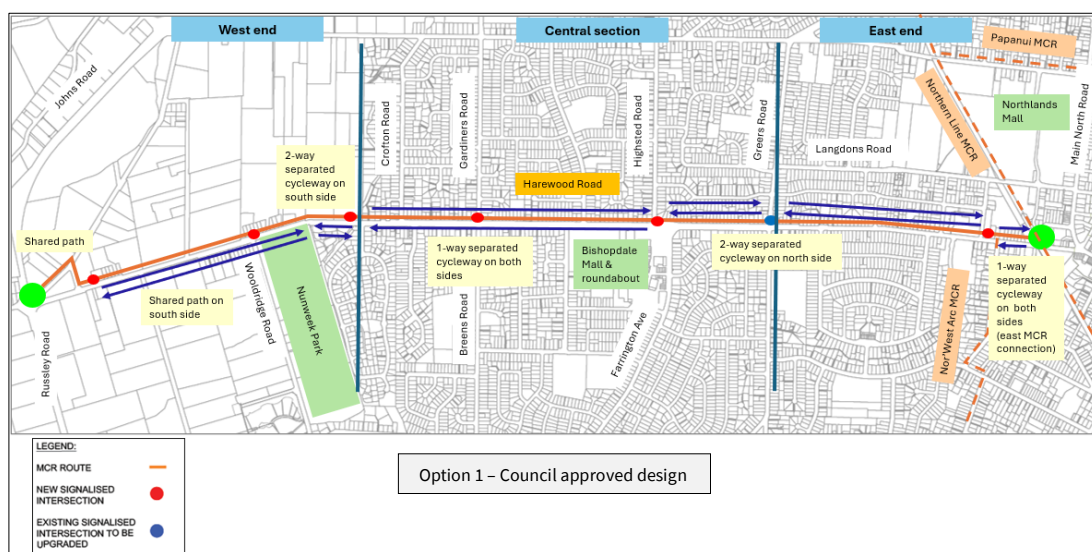 West end
Central section
East end
Johns Road
Crofton Road
Gardiners Road
Highsted Road
Greers Road
Papanui MCR
Northern Line MCR
Northlands
Mall
Main North Road
Langdons Road
2-way
separated
cycleway on
south side
Harewood Road
Shared path
Russley Road
Shared path on
south side
Wooldridge Road
Nunweek Park
1-way separated
cycleway on both
sides
Breens Road
Bishopdale
Mall &
roundabout
Farrington Ave
2-way separated
cycleway on north side
Nor'West Arc MCR
1-way
separated
cycleway
on both
sides
(east MCR
connection)
LEGEND:
MCR ROUTE
NEW SIGNALISED
INTERSECTION
EXISTING SIGNALISED
INTERSECTION TO BE
UPGRADED
Option 1 – Council approved design